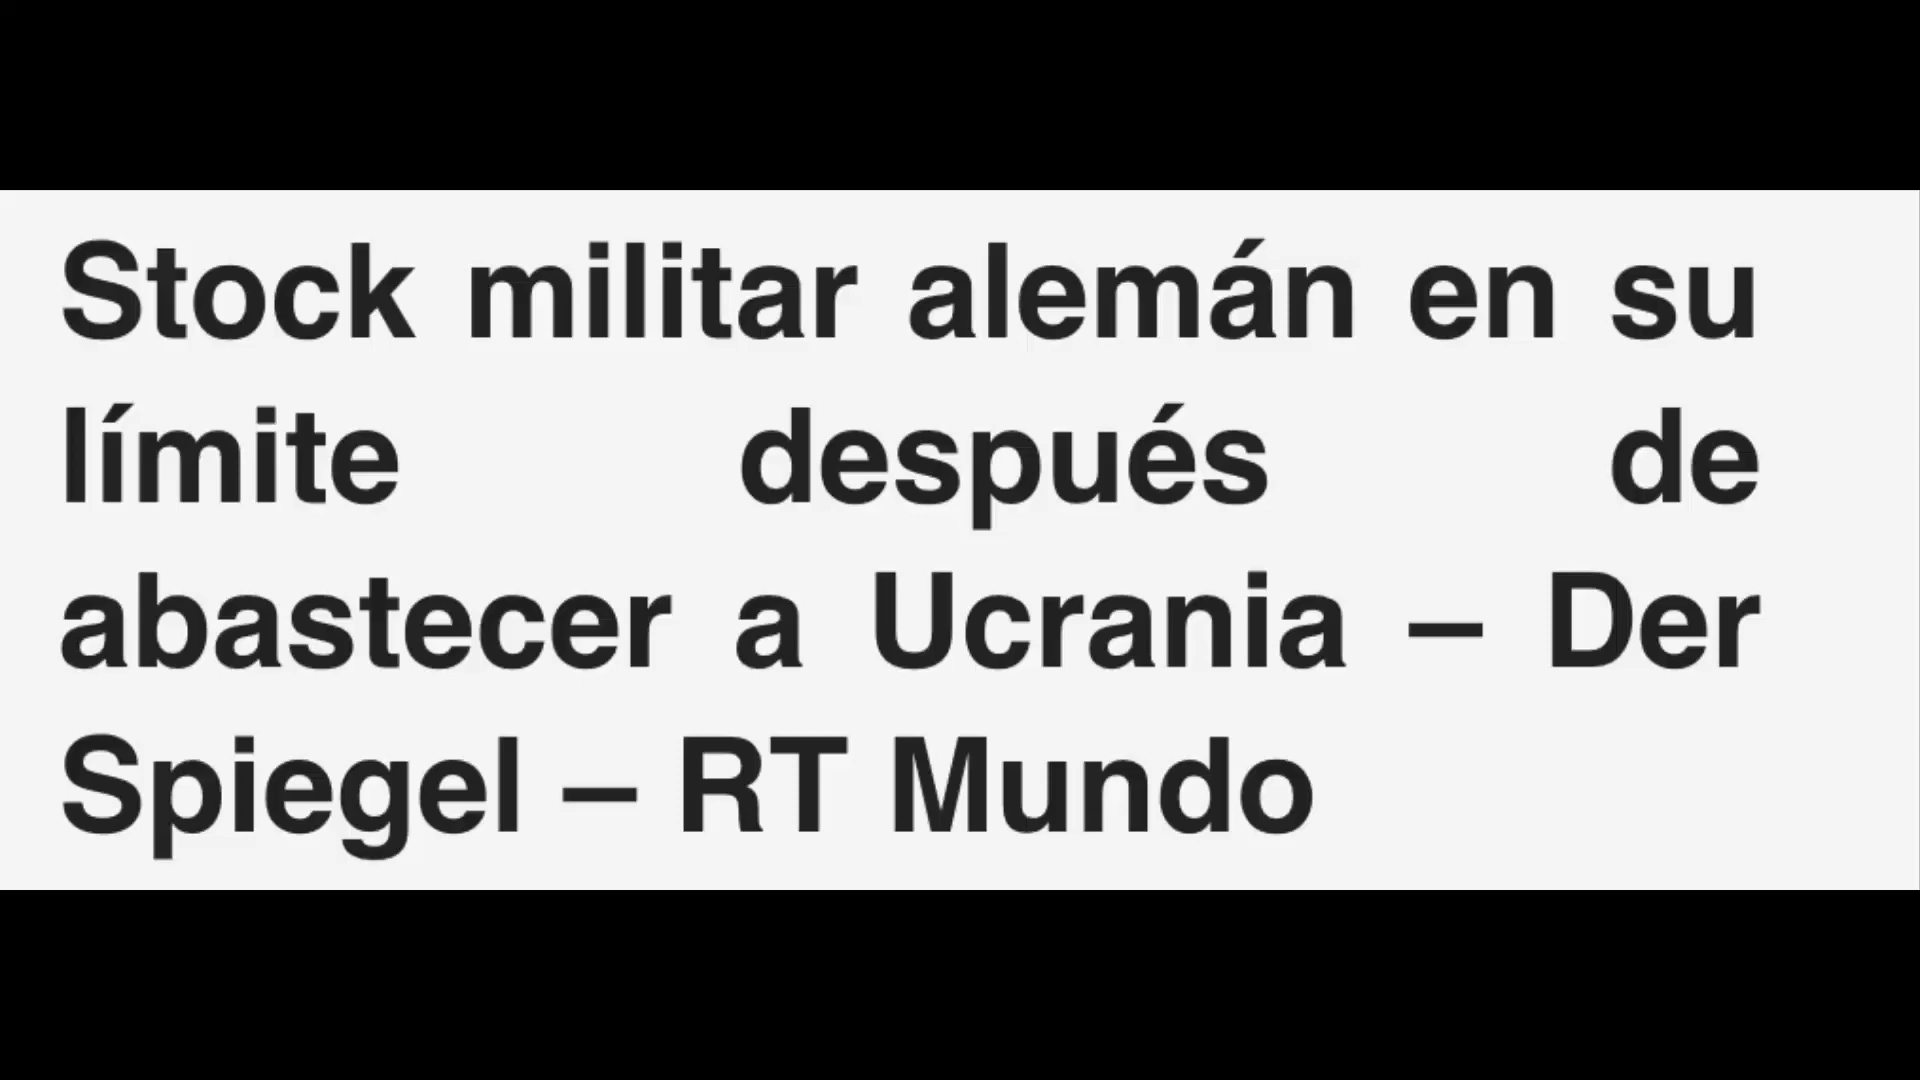 Stock militar alemán en su
límite después de
abastecer a Ucrania – Der
Spiegel – RT Mundo